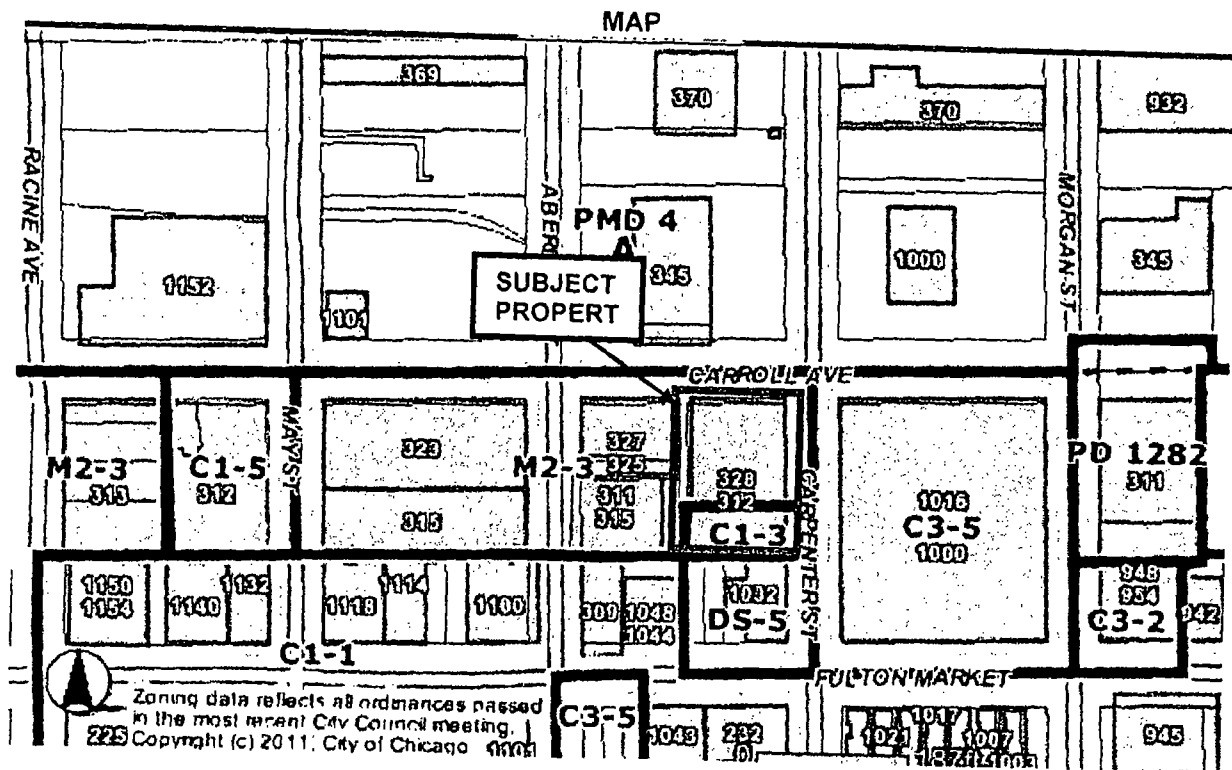 MAP
369
370
370
932
RACINE AVE
ABER
PMD 4
A
MORGAN ST
1152
1101
345
1000
345
SUBJECT
PROPERT
CARROLL AVE
M2-3
313
C1-5
312
MAY ST
323
315
M2-3
327
325
311
315
328
312
C1-3
CARPENTER ST
1016
C3-5
1000
PD 1282
311
1150
1154
1140
1132
1118
1114
1100
309
1048
1044
1032
DS-5
948
954
C3-2
942
C1-1
FULTON MARKET
Zoning data reflects all ordinances passed
in the most recent City Council meeting.
Copyright (c) 2011, City of Chicago
225
C3-5
1043
232
1021
1017
1007
945